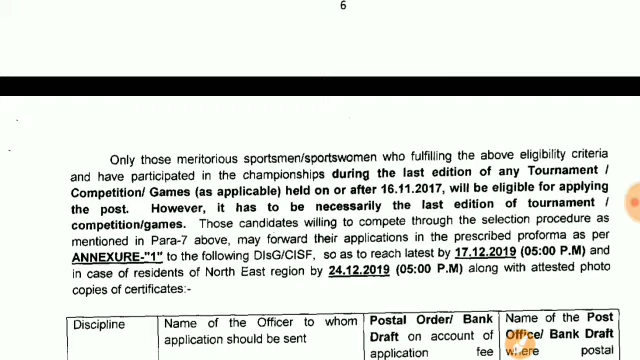 6
Only those meritorious sportsmen/sportswomen who fulfilling the above eligibility criteria
and have participated in the championships during the last edition of any Tournament /
Competition/ Games (as applicable) held on or after 16.11.2017, will be eligible for applying
the post. However, it has to be necessarily the last edition of tournament /
competition/games. Those candidates willing to compete through the selection procedure as
mentioned in Para-7 above, may forward their applications in the prescribed proforma as per
ANNEXURE-"1" to the following DIsG/CISF, so as to reach latest by 17.12.2019 (05:00 P.M) and
in case of residents of North East region by 24.12.2019 (05:00 P.M) along with attested photo
copies of certificates:-
Discipline
Name of the Officer to whom
application should be sent
Postal Order/ Bank
Draft on account of
application fee
Name of the Post
Office/ Bank Draft
where postal